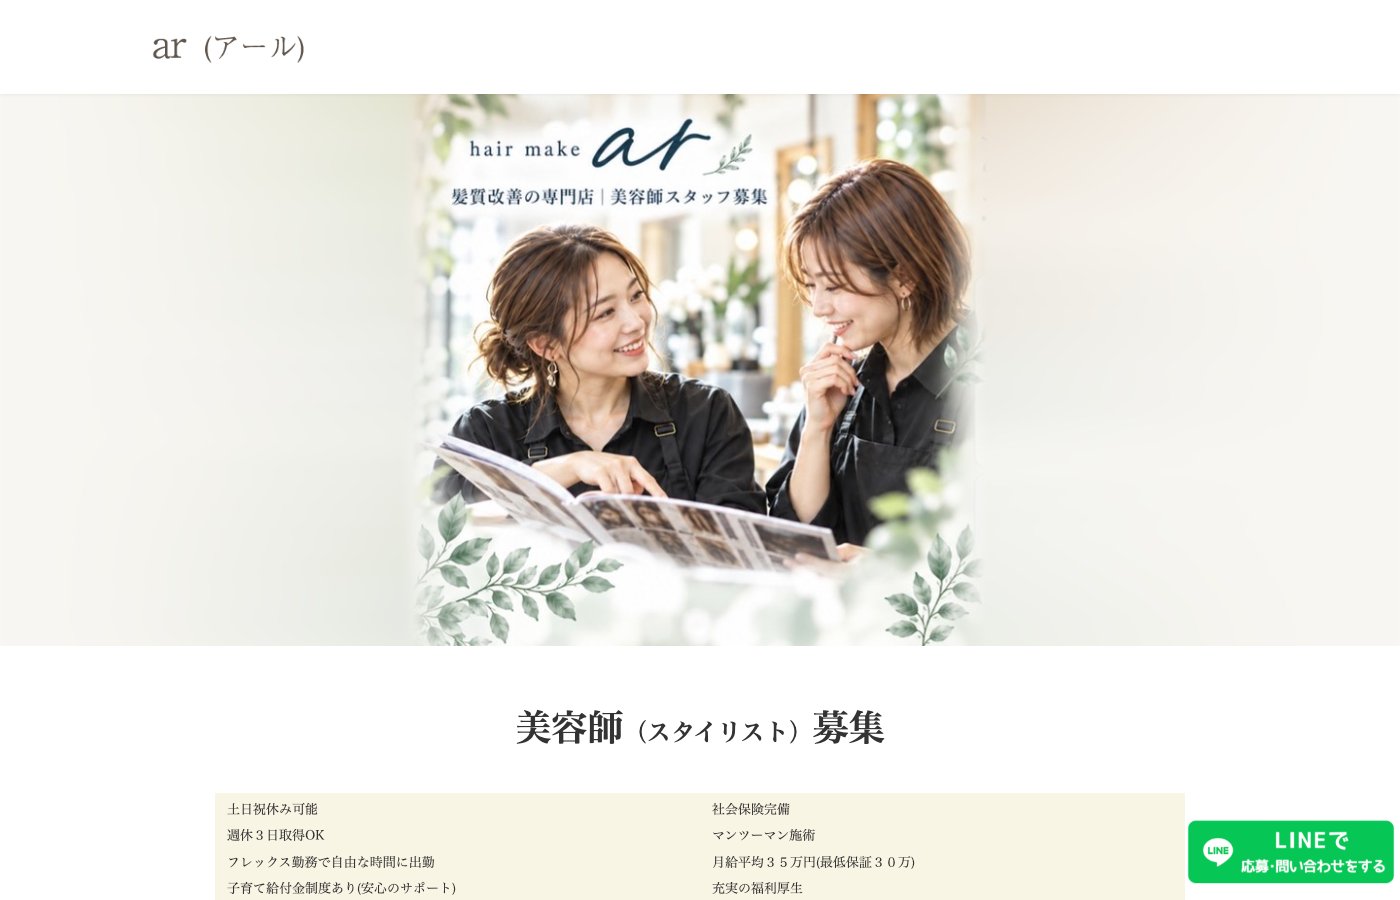 ar (アール)
hair make ar
髪質改善の専門店｜美容師スタッフ募集
美容師（スタイリスト）募集
土日祝休み可能
社会保険完備
週休３日取得OK
マンツーマン施術
フレックス勤務で自由な時間に出勤
月給平均３５万円(最低保証３０万)
子育て給付金制度あり(安心のサポート)
充実の福利厚生
LINE
LINEで
応募･問い合わせをする